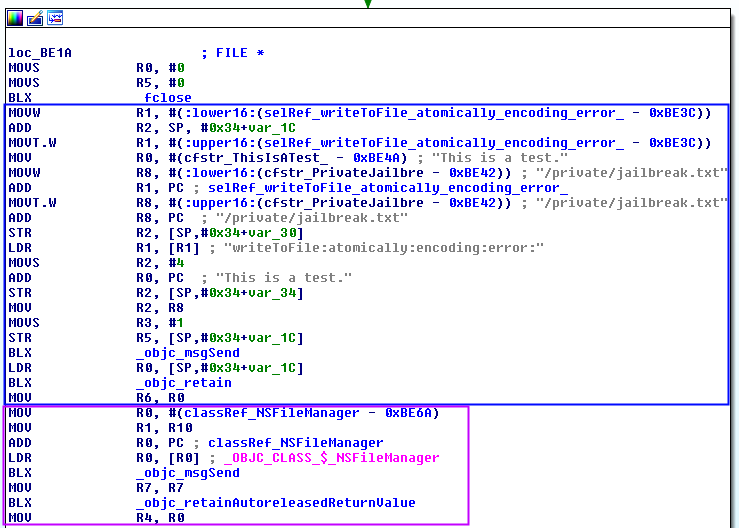 loc_BE1A ; FILE *
MOVS R0, #0
MOVS R5, #0
BLX _fclose
MOVW R1, #(:lower16:(selRef_writeToFile_atomically_encoding_error_ - 0xBE3C))
ADD R2, SP, #0x34+var_1C
MOVT.W R1, #(:upper16:(selRef_writeToFile_atomically_encoding_error_ - 0xBE3C))
MOV R0, #(cfstr_ThisIsATest_ - 0xBE4A) ; "This is a test."
MOVW R8, #(:lower16:(cfstr_PrivateJailbre - 0xBE42)) ; "/private/jailbreak.txt"
ADD R1, PC ; selRef_writeToFile_atomically_encoding_error_
MOVT.W R8, #(:upper16:(cfstr_PrivateJailbre - 0xBE42)) ; "/private/jailbreak.txt"
ADD R8, PC ; "/private/jailbreak.txt"
STR R2, [SP,#0x34+var_30]
LDR R1, [R1] ; "writeToFile:atomically:encoding:error:"
MOVS R2, #4
ADD R0, PC ; "This is a test."
STR R2, [SP,#0x34+var_34]
MOV R2, R8
MOVS R3, #1
STR R5, [SP,#0x34+var_1C]
BLX _objc_msgSend
LDR R0, [SP,#0x34+var_1C]
BLX _objc_retain
MOV R6, R0
MOV R0, #(classRef_NSFileManager - 0xBE6A)
MOV R1, R10
ADD R0, PC ; classRef_NSFileManager
LDR R0, [R0] ; _OBJC_CLASS_$_NSFileManager
BLX _objc_msgSend
MOV R7, R7
BLX _objc_retainAutoreleasedReturnValue
MOV R4, R0